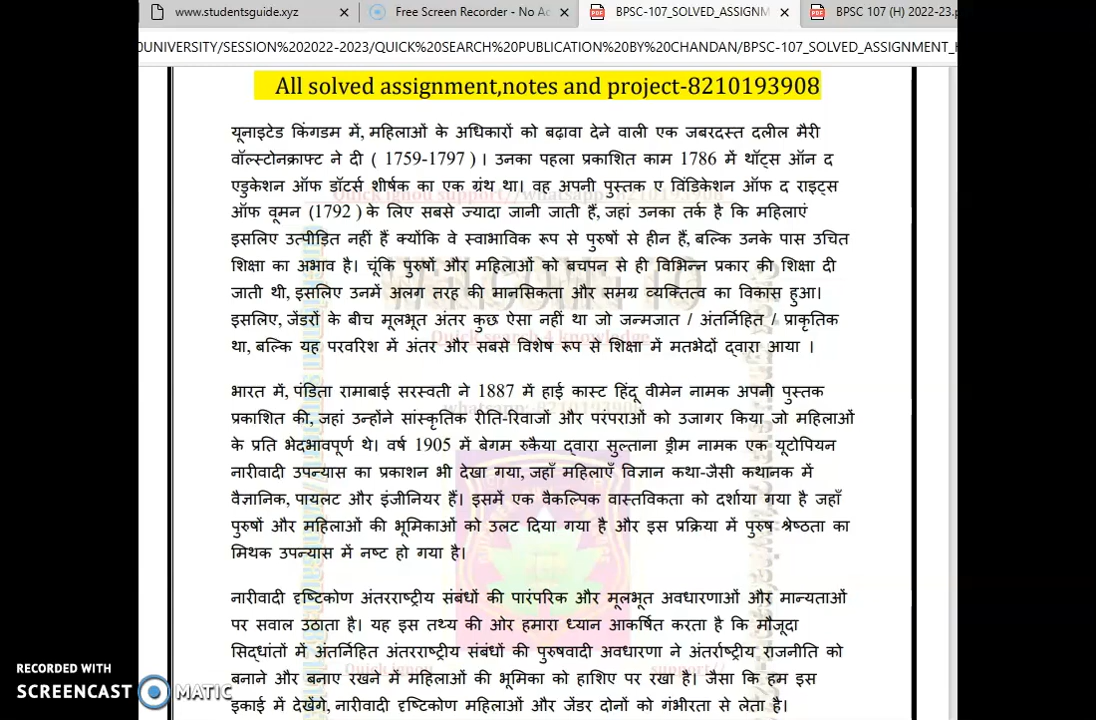 www.studentsguide.xyz
Free Screen Recorder - No Ac
BPSC-107_SOLVED_ASSIGNM
BPSC 107 (H) 2022-23.p
UNIVERSITY/SESSION%202022-2023/QUICK%20SEARCH%20PUBLICATION%20BY%20CHANDAN/BPSC-107_SOLVED_ASSIGNMENT_H
All solved assignment,notes and project-8210193908
यूनाइटेड किंगडम में, महिलाओं के अधिकारों को बढ़ावा देने वाली एक जबरदस्त दलील मैरी
वॉल्स्टोनक्राफ्ट ने दी ( 1759-1797 ) । उनका पहला प्रकाशित काम 1786 में थॉट्स ऑन द
एडुकेशन ऑफ डॉटर्स शीर्षक का एक ग्रंथ था। वह अपनी पुस्तक ए विंडिकेशन ऑफ द राइट्स
ऑफ वूमन (1792 ) के लिए सबसे ज्यादा जानी जाती हैं, जहां उनका तर्क है कि महिलाएं
इसलिए उत्पीड़ित नहीं हैं क्योंकि वे स्वाभाविक रूप से पुरुषों से हीन हैं, बल्कि उनके पास उचित
शिक्षा का अभाव है। चूंकि पुरुषों और महिलाओं को बचपन से ही विभिन्न प्रकार की शिक्षा दी
जाती थी, इसलिए उनमें अलग तरह की मानसिकता और समग्र व्यक्तित्व का विकास हुआ।
इसलिए, जेंडरों के बीच मूलभूत अंतर कुछ ऐसा नहीं था जो जन्मजात / अंतर्निहित / प्राकृतिक
था, बल्कि यह परवरिश में अंतर और सबसे विशेष रूप से शिक्षा में मतभेदों द्वारा आया ।
भारत में, पंडिता रामाबाई सरस्वती ने 1887 में हाई कास्ट हिंदू वीमेन नामक अपनी पुस्तक
प्रकाशित की, जहां उन्होंने सांस्कृतिक रीति-रिवाजों और परंपराओं को उजागर किया जो महिलाओं
के प्रति भेदभावपूर्ण थे। वर्ष 1905 में बेगम रुकैया द्वारा सुल्ताना ड्रीम नामक एक यूटोपियन
नारीवादी उपन्यास का प्रकाशन भी देखा गया, जहाँ महिलाएँ विज्ञान कथा-जैसी कथानक में
वैज्ञानिक, पायलट और इंजीनियर हैं। इसमें एक वैकल्पिक वास्तविकता को दर्शाया गया है जहाँ
पुरुषों और महिलाओं की भूमिकाओं को उलट दिया गया है और इस प्रक्रिया में पुरुष श्रेष्ठता का
मिथक उपन्यास में नष्ट हो गया है।
नारीवादी दृष्टिकोण अंतरराष्ट्रीय संबंधों की पारंपरिक और मूलभूत अवधारणाओं और मान्यताओं
पर सवाल उठाता है। यह इस तथ्य की ओर हमारा ध्यान आकर्षित करता है कि मौजूदा
सिद्धांतों में अंतर्निहित अंतरराष्ट्रीय संबंधों की पुरुषवादी अवधारणा ने अंतर्राष्ट्रीय राजनीति को
बनाने और बनाए रखने में महिलाओं की भूमिका को हाशिए पर रखा है। जैसा कि हम इस
इकाई में देखेंगे, नारीवादी दृष्टिकोण महिलाओं और जेंडर दोनों को गंभीरता से लेता है।
RECORDED WITH
SCREENCAST MATIC